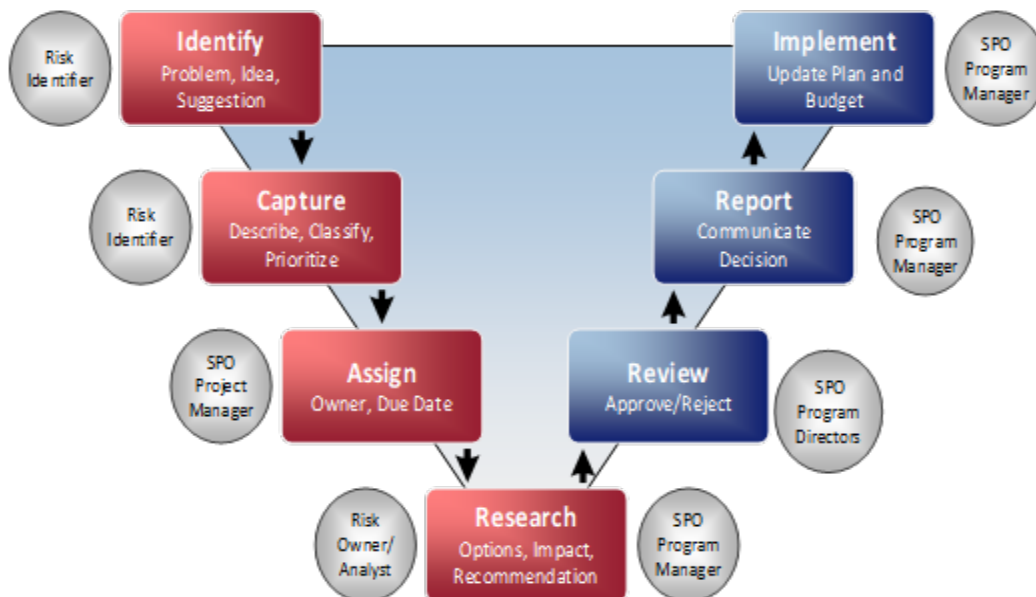 Risk
Identifier
Identify
Problem, Idea,
Suggestion
Implement
Update Plan and
Budget
SPO
Program
Manager
Risk
Identifier
Capture
Describe, Classify,
Prioritize
Report
Communicate
Decision
SPO
Program
Manager
SPO
Project
Manager
Assign
Owner, Due Date
Review
Approve/Reject
SPO
Program
Directors
Risk
Owner/
Analyst
Research
Options, Impact,
Recommendation
SPO
Program
Manager